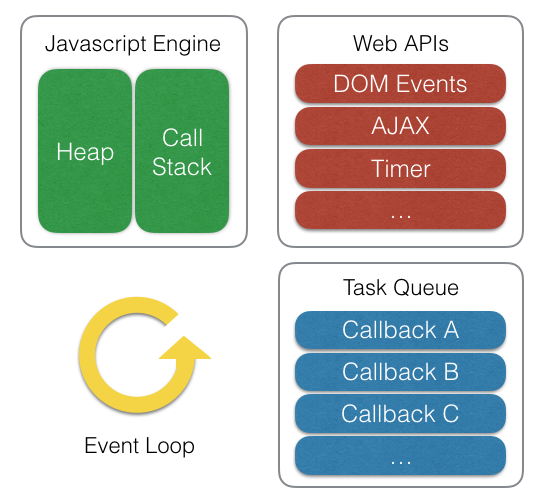 Javascript Engine
Heap
Call
Stack
Web APIs
DOM Events
AJAX
Timer
...
Event Loop
Task Queue
Callback A
Callback B
Callback C
...